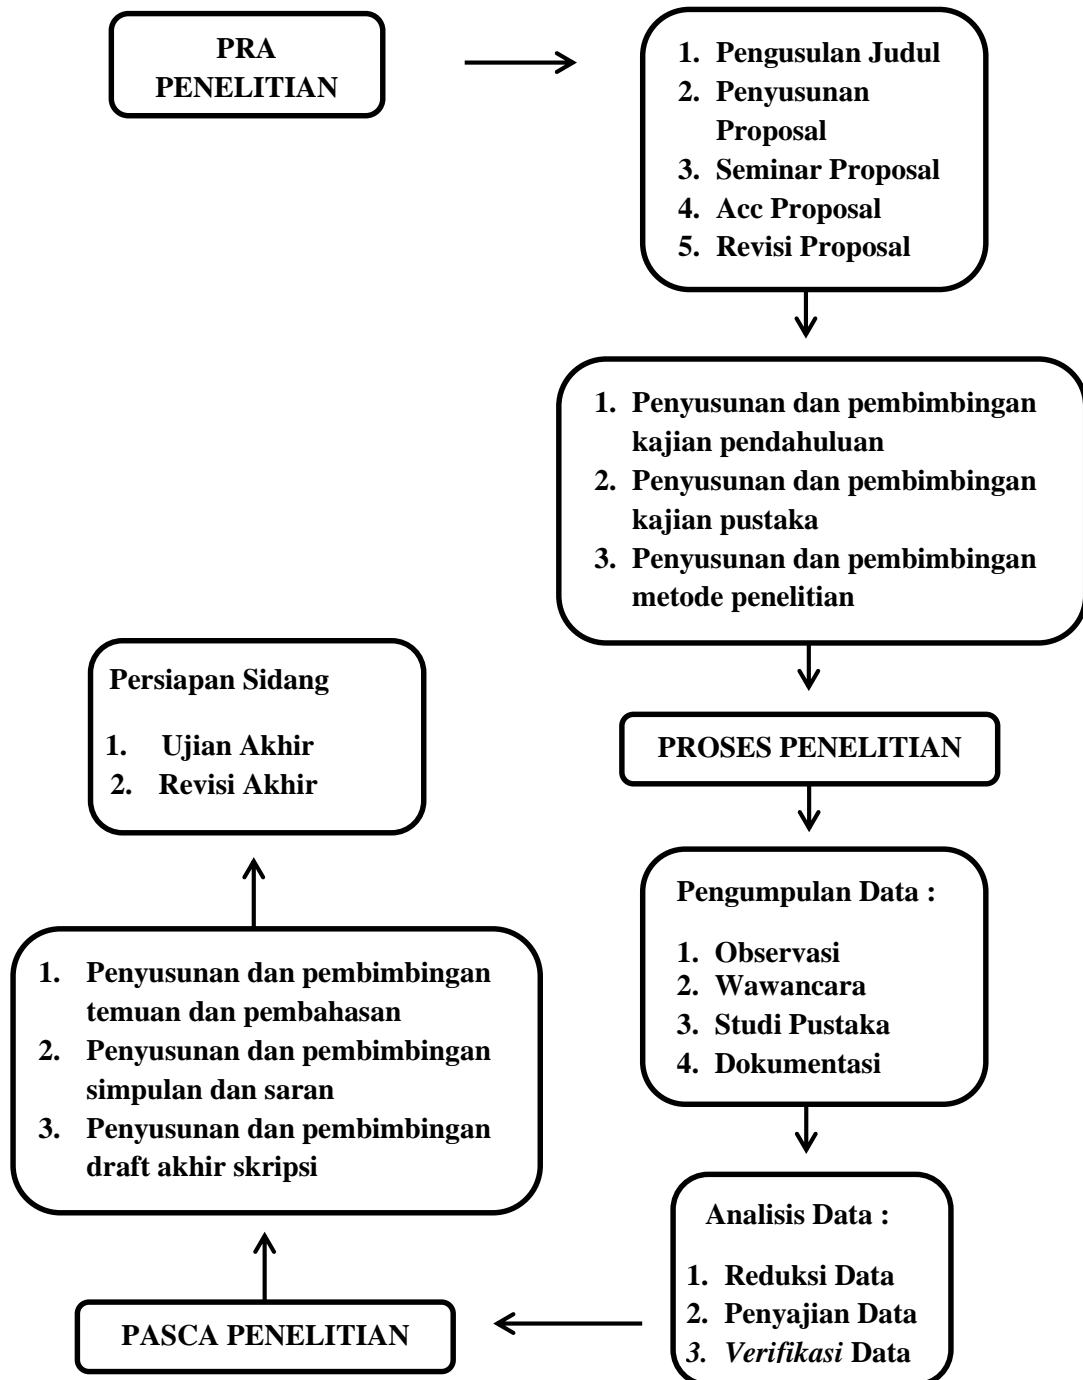 PRA
PENELITIAN
1. Pengusulan Judul
2. Penyusunan
Proposal
3. Seminar Proposal
4. Acc Proposal
5. Revisi Proposal
1. Penyusunan dan pembimbingan
kajian pendahuluan
2. Penyusunan dan pembimbingan
kajian pustaka
3. Penyusunan dan pembimbingan
metode penelitian
PROSES PENELITIAN
Pengumpulan Data :
1. Observasi
2. Wawancara
3. Studi Pustaka
4. Dokumentasi
Analisis Data :
1. Reduksi Data
2. Penyajian Data
3. Verifikasi Data
PASCA PENELITIAN
1. Penyusunan dan pembimbingan
temuan dan pembahasan
2. Penyusunan dan pembimbingan
simpulan dan saran
3. Penyusunan dan pembimbingan
draft akhir skripsi
Persiapan Sidang
1. Ujian Akhir
2. Revisi Akhir